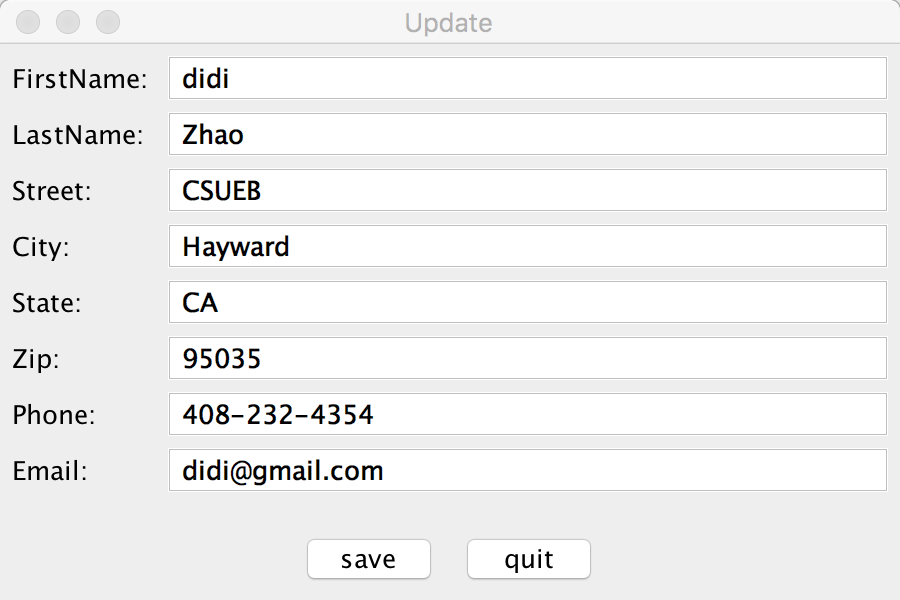 Update
FirstName: didi
LastName: Zhao
Street: CSUEB
City: Hayward
State: CA
Zip: 95035
Phone: 408-232-4354
Email: didi@gmail.com
save quit